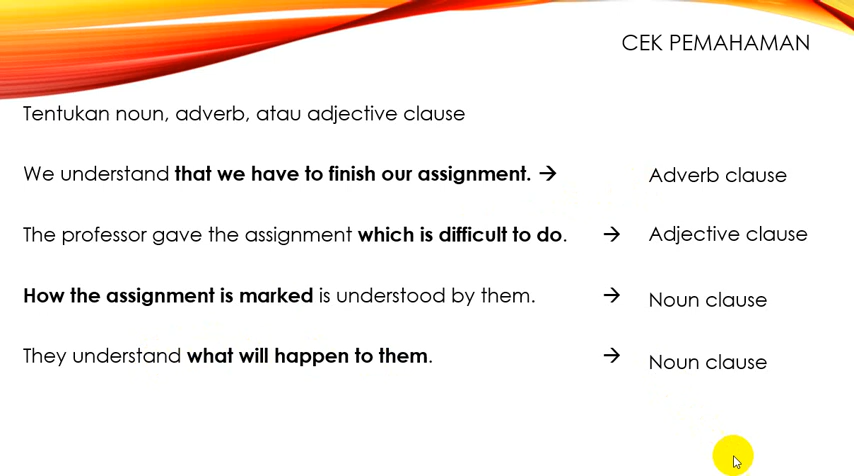 CEK PEMAHAMAN
Tentukan noun, adverb, atau adjective clause
We understand that we have to finish our assignment. → Adverb clause
The professor gave the assignment which is difficult to do. → Adjective clause
How the assignment is marked is understood by them. → Noun clause
They understand what will happen to them. → Noun clause